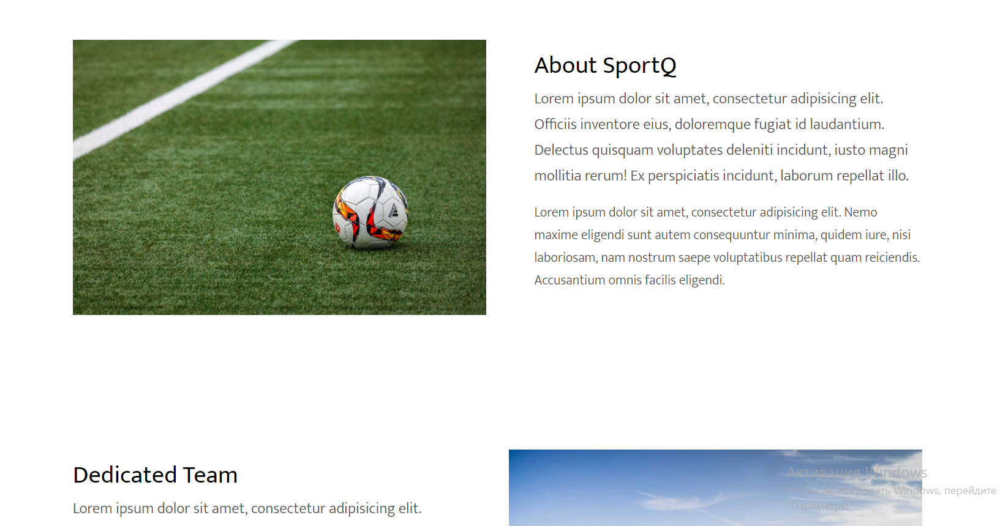 About SportQ
Lorem ipsum dolor sit amet, consectetur adipisicing elit.
Officiis inventore eius, doloremque fugiat id laudantium.
Delectus quisquam voluptates deleniti incidunt, iusto magni
mollitia rerum! Ex perspiciatis incidunt, laborum repellat illo.
Lorem ipsum dolor sit amet, consectetur adipisicing elit. Nemo
maxime eligendi sunt autem consequuntur minima, quidem iure, nisi
laboriosam, nam nostrum saepe voluptatibus repellat quam reiciendis.
Accusantium omnis facilis eligendi.
adidas
Dedicated Team
Lorem ipsum dolor sit amet, consectetur adipisicing elit.
Активация Windows
Чтобы активировать Windows, перейдите
"Параметры".